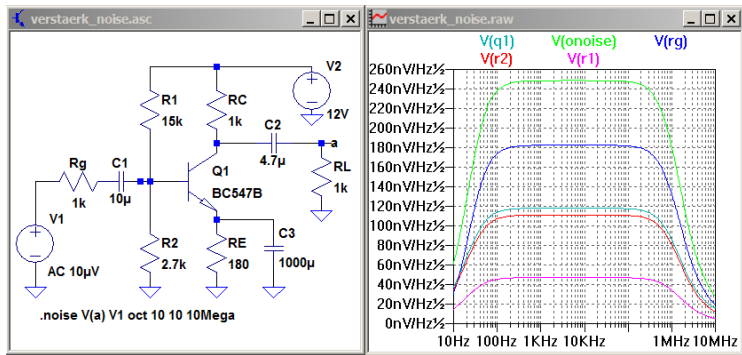 verstaerk_noise.asc
V2
12V
R1
15k
RC
1k
C2
4.7µ
a
RL
1k
Rg
1k
C1
10µ
Q1
BC547B
V1
AC 10µV
R2
2.7k
RE
180
C3
1000µ
.noise V(a) V1 oct 10 10 10Mega
verstaerk_noise.raw
V(q1) V(onoise) V(rg)
V(r2) V(r1)
260nV/Hz½
240nV/Hz½
220nV/Hz½
200nV/Hz½
180nV/Hz½
160nV/Hz½
140nV/Hz½
120nV/Hz½
100nV/Hz½
80nV/Hz½
60nV/Hz½
40nV/Hz½
20nV/Hz½
0nV/Hz½
10Hz 100Hz 1KHz 10KHz 1MHz 10MHz